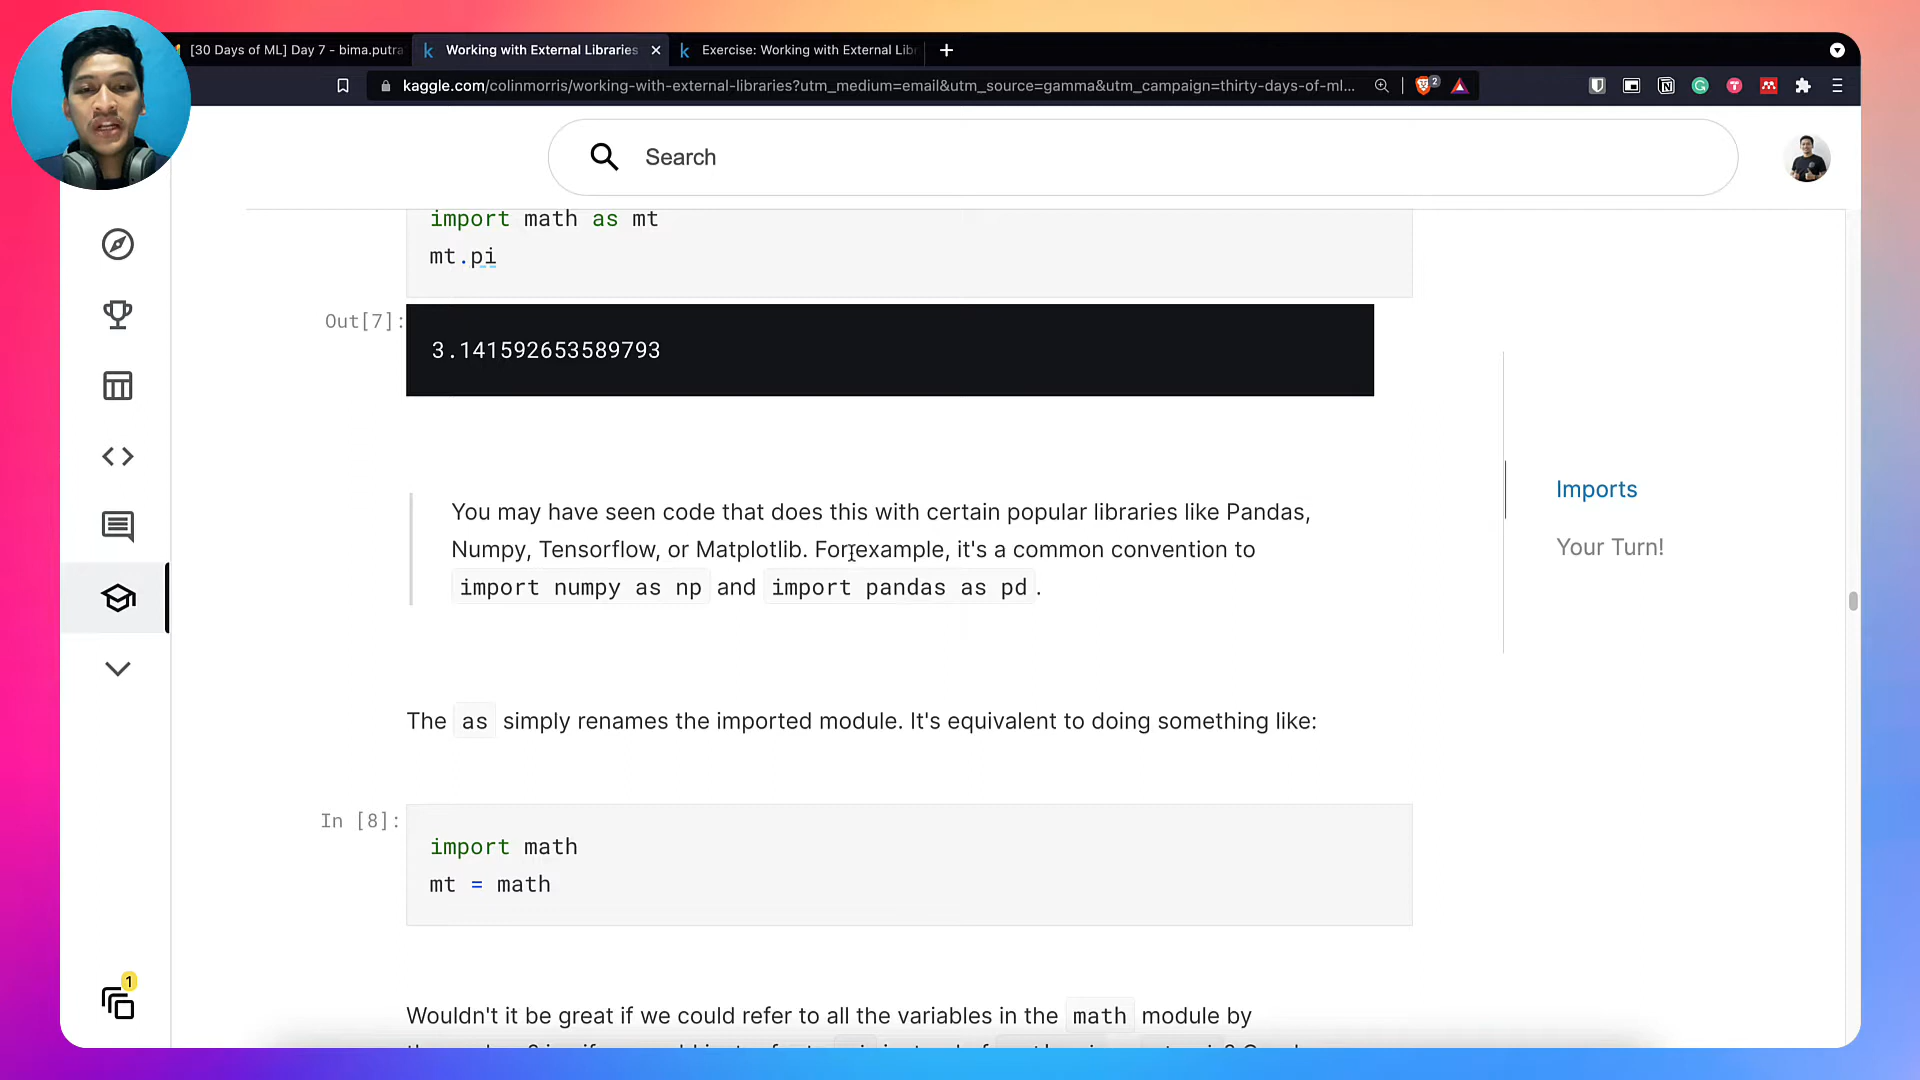 [30 Days of ML] Day 7 - bima.putra
Working with External Libraries
Exercise: Working with External Lib
kaggle.com/colinmorris/working-with-external-libraries?utm_medium=email&utm_source=gamma&utm_campaign=thirty-days-of-ml...
2
Search
import math as mt
mt.pi
Out[7]:
3.141592653589793
You may have seen code that does this with certain popular libraries like Pandas,
Numpy, Tensorflow, or Matplotlib. For example, it's a common convention to
import numpy as np and import pandas as pd.
Imports
Your Turn!
The as simply renames the imported module. It's equivalent to doing something like:
In [8]:
import math
mt = math
1
Wouldn't it be great if we could refer to all the variables in the math module by